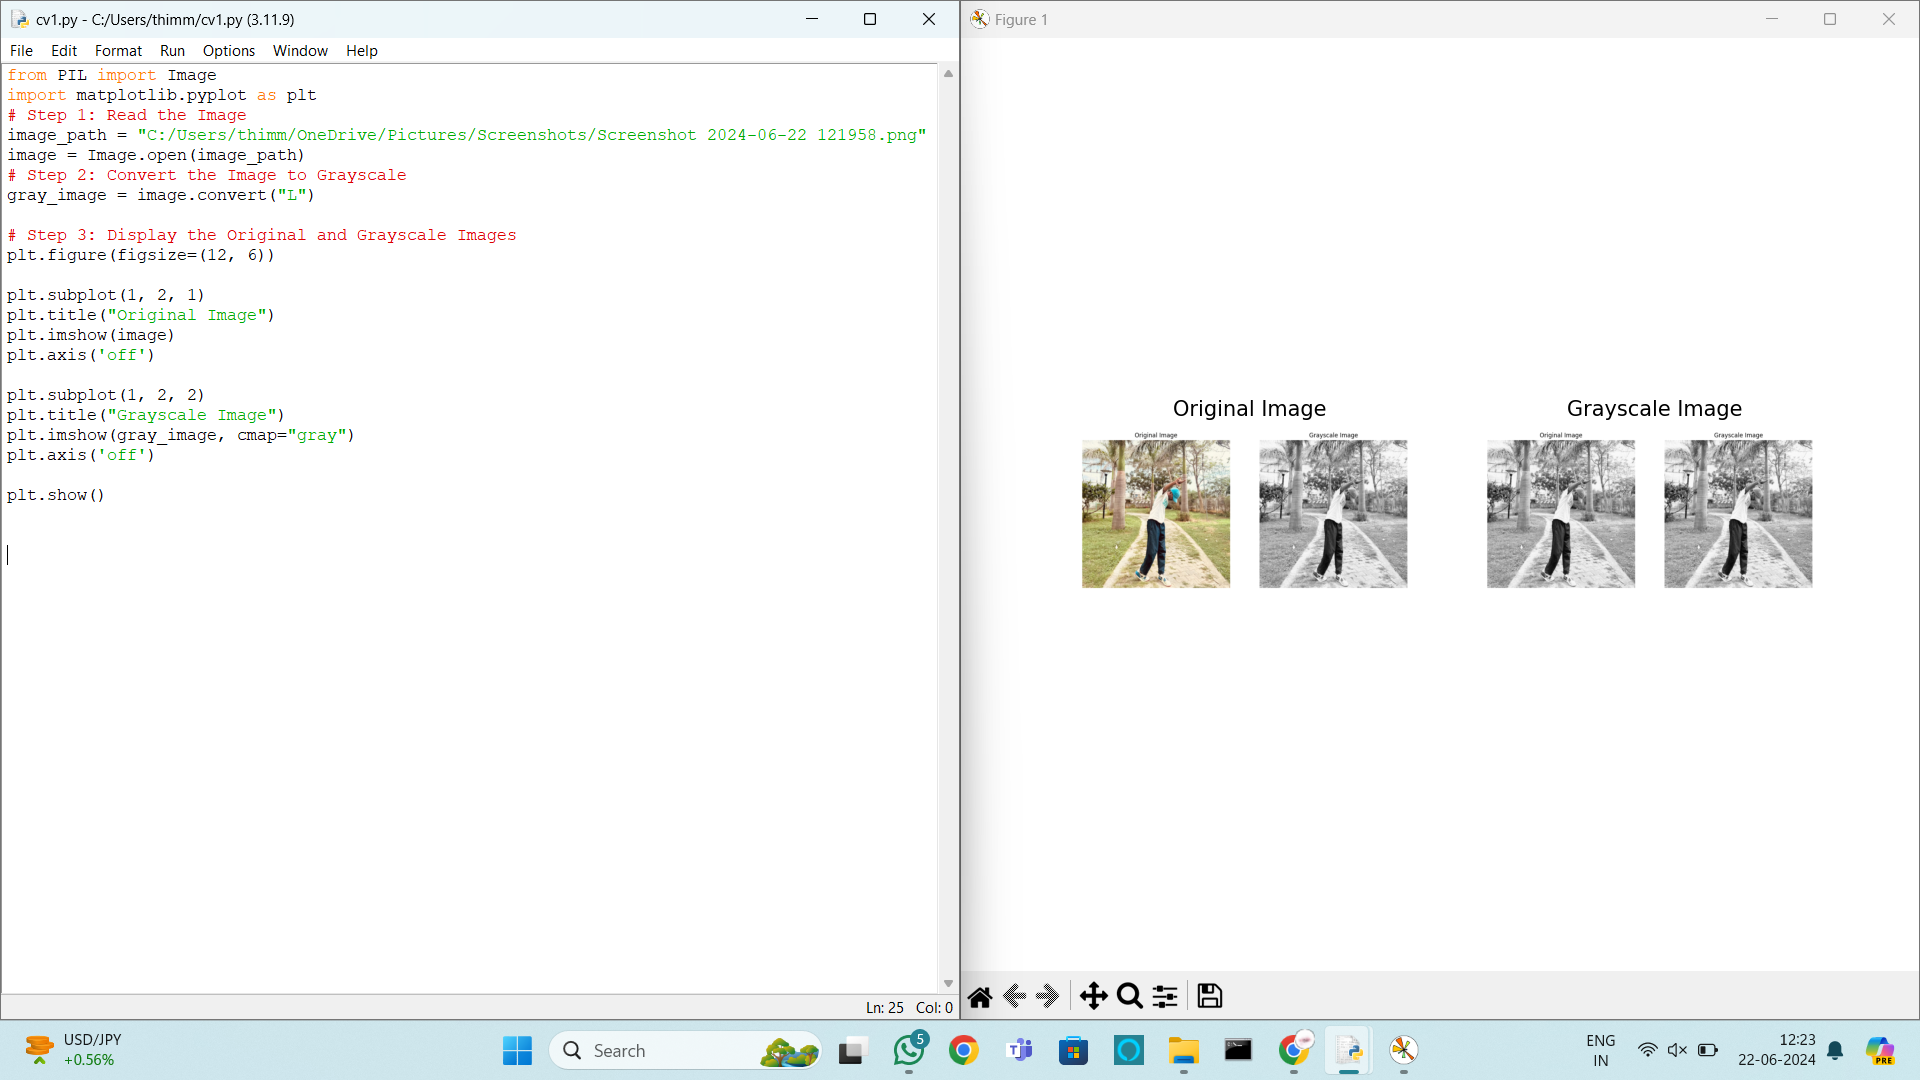 cv1.py - C:/Users/thimm/cv1.py (3.11.9)
File Edit Format Run Options Window Help
from PIL import Image
import matplotlib.pyplot as plt
# Step 1: Read the Image
image_path = "C:/Users/thimm/OneDrive/Pictures/Screenshots/Screenshot 2024-06-22 121958.png"
image = Image.open(image_path)
# Step 2: Convert the Image to Grayscale
gray_image = image.convert("L")
# Step 3: Display the Original and Grayscale Images
plt.figure(figsize=(12, 6))
plt.subplot(1, 2, 1)
plt.title("Original Image")
plt.imshow(image)
plt.axis('off')
plt.subplot(1, 2, 2)
plt.title("Grayscale Image")
plt.imshow(gray_image, cmap="gray")
plt.axis('off')
plt.show()
Ln: 25 Col: 0
Figure 1
Original Image Grayscale Image
Original Image Grayscale Image Original Image Grayscale Image
USD/JPY
+0.56%
Search
5
ENG
IN
12:23
22-06-2024
PRE